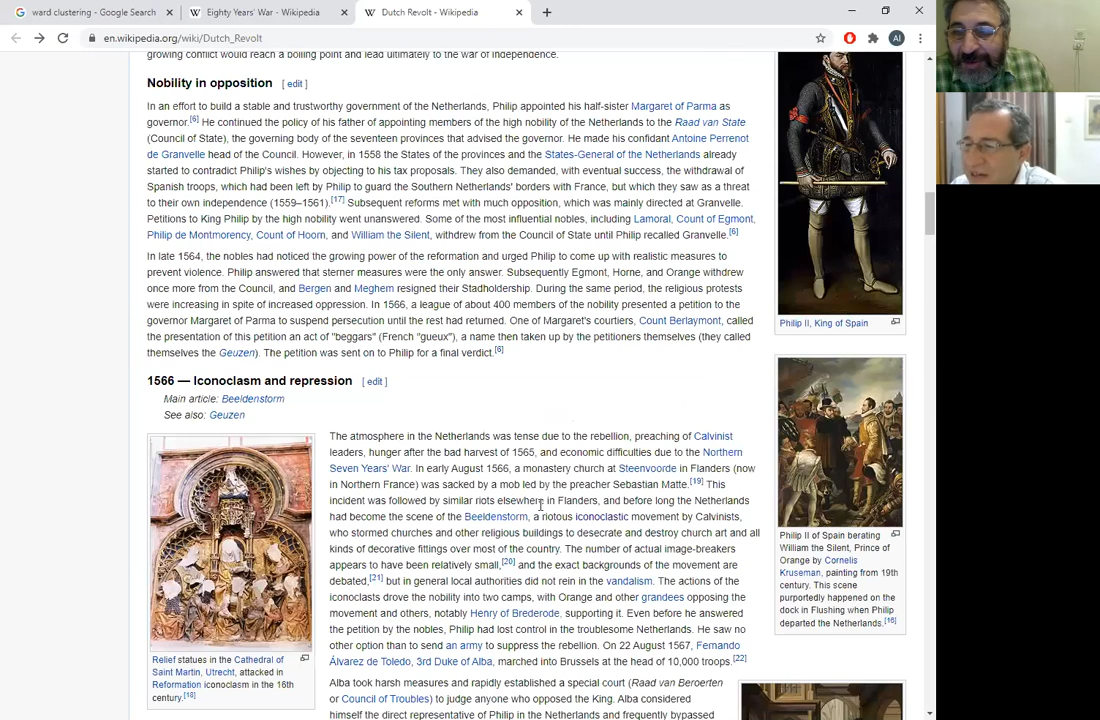 ward clustering - Google Search
Eighty Years' War - Wikipedia
Dutch Revolt - Wikipedia
en.wikipedia.org/wiki/Dutch_Revolt
AI
growing conflict would reach a boiling point and lead ultimately to the war of independence.
Nobility in opposition [ edit ]
In an effort to build a stable and trustworthy government of the Netherlands, Philip appointed his half-sister Margaret of Parma as
governor.[6] He continued the policy of his father of appointing members of the high nobility of the Netherlands to the Raad van State
(Council of State), the governing body of the seventeen provinces that advised the governor. He made his confidant Antoine Perrenot
de Granvelle head of the Council. However, in 1558 the States of the provinces and the States-General of the Netherlands already
started to contradict Philip's wishes by objecting to his tax proposals. They also demanded, with eventual success, the withdrawal of
Spanish troops, which had been left by Philip to guard the Southern Netherlands' borders with France, but which they saw as a threat
to their own independence (1559–1561).[17] Subsequent reforms met with much opposition, which was mainly directed at Granvelle.
Petitions to King Philip by the high nobility went unanswered. Some of the most influential nobles, including Lamoral, Count of Egmont,
Philip de Montmorency, Count of Hoorn, and William the Silent, withdrew from the Council of State until Philip recalled Granvelle.[6]
In late 1564, the nobles had noticed the growing power of the reformation and urged Philip to come up with realistic measures to
prevent violence. Philip answered that sterner measures were the only answer. Subsequently Egmont, Horne, and Orange withdrew
once more from the Council, and Bergen and Meghem resigned their Stadholdership. During the same period, the religious protests
were increasing in spite of increased oppression. In 1566, a league of about 400 members of the nobility presented a petition to the
governor Margaret of Parma to suspend persecution until the rest had returned. One of Margaret's courtiers, Count Berlaymont, called
the presentation of this petition an act of "beggars" (French "gueux"), a name then taken up by the petitioners themselves (they called
themselves the Geuzen). The petition was sent on to Philip for a final verdict.[6]
Philip II, King of Spain
1566 — Iconoclasm and repression [ edit ]
Main article: Beeldenstorm
See also: Geuzen
The atmosphere in the Netherlands was tense due to the rebellion, preaching of Calvinist
leaders, hunger after the bad harvest of 1565, and economic difficulties due to the Northern
Seven Years' War. In early August 1566, a monastery church at Steenvoorde in Flanders (now
in Northern France) was sacked by a mob led by the preacher Sebastian Matte.[19] This
incident was followed by similar riots elsewhere in Flanders, and before long the Netherlands
had become the scene of the Beeldenstorm, a riotous iconoclastic movement by Calvinists,
who stormed churches and other religious buildings to desecrate and destroy church art and all
kinds of decorative fittings over most of the country. The number of actual image-breakers
appears to have been relatively small,[20] and the exact backgrounds of the movement are
debated,[21] but in general local authorities did not rein in the vandalism. The actions of the
iconoclasts drove the nobility into two camps, with Orange and other grandees opposing the
movement and others, notably Henry of Brederode, supporting it. Even before he answered
the petition by the nobles, Philip had lost control in the troublesome Netherlands. He saw no
other option than to send an army to suppress the rebellion. On 22 August 1567, Fernando
Álvarez de Toledo, 3rd Duke of Alba, marched into Brussels at the head of 10,000 troops.[22]
Alba took harsh measures and rapidly established a special court (Raad van Beroerten
or Council of Troubles) to judge anyone who opposed the King. Alba considered
himself the direct representative of Philip in the Netherlands and frequently bypassed
Relief statues in the Cathedral of
Saint Martin, Utrecht, attacked in
Reformation iconoclasm in the 16th
century.[18]
Philip II of Spain berating
William the Silent, Prince of
Orange by Cornelis
Kruseman, painting from 19th
century. This scene
purportedly happened on the
dock in Flushing when Philip
departed the Netherlands.[16]